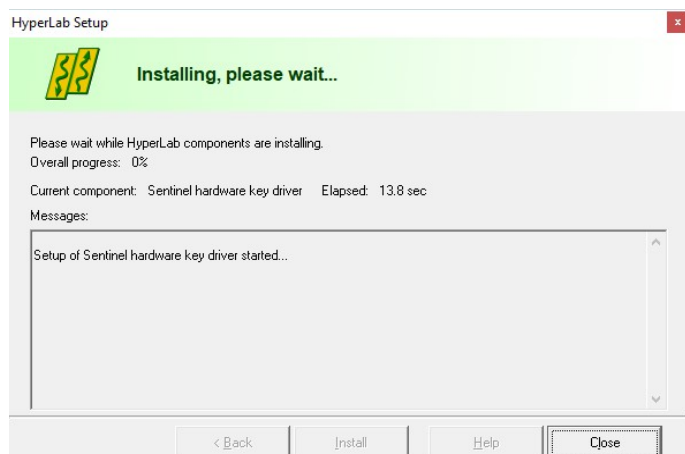 HyperLab Setup
x
Installing, please wait...
Please wait while HyperLab components are installing.
Overall progress: 0%
Current component: Sentinel hardware key driver Elapsed: 13.8 sec
Messages:
Setup of Sentinel hardware key driver started...
< Back Install Help Close